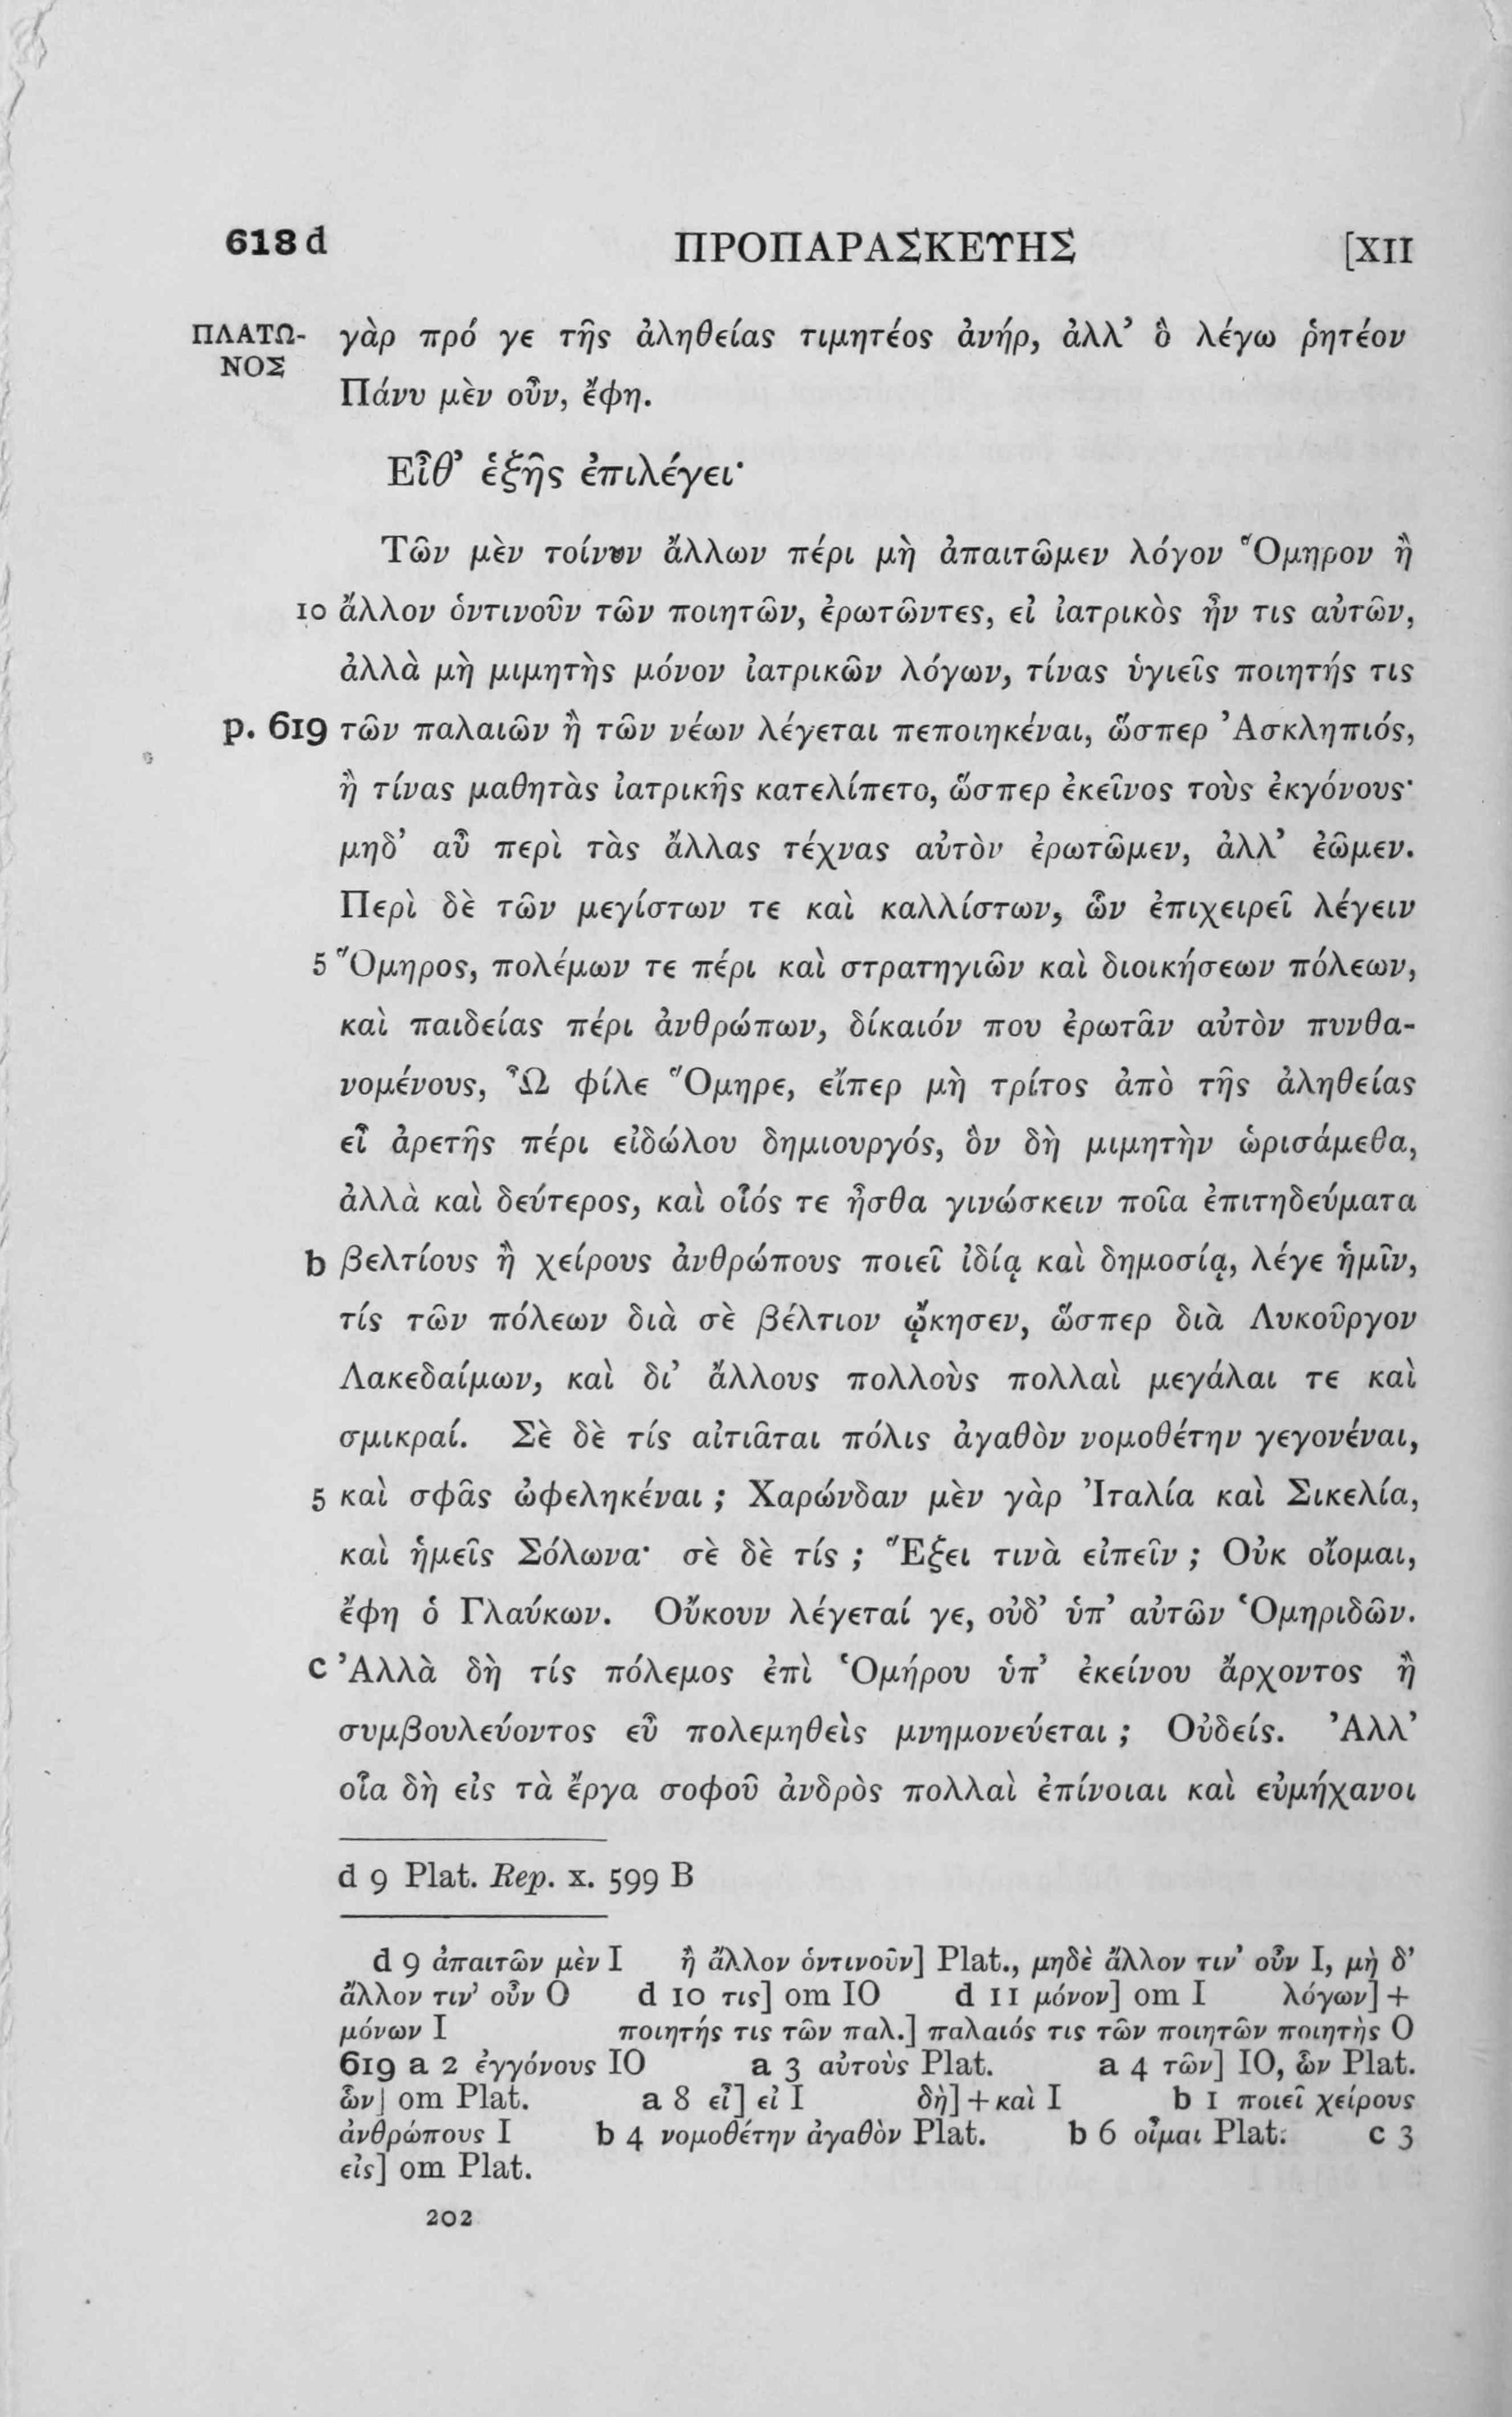 618 d ΠΡΟΠΑΡΑΣΚΕΥΗΣ [XII
ΠΛΑΤΩ- γὰρ πρό γε τῆς ἀληθείας τιμητέος ἀνήρ, ἀλλ’ ὃ λέγω ῥητέον
ΝΟΣ
Πάνυ μὲν οὖν, ἔφη.
Εἶθ’ ἑξῆς ἐπιλέγει·
Τῶν μὲν τοίνυν ἄλλων πέρι μὴ ἀπαιτῶμεν λόγον Ὅμηρον ἢ
10 ἄλλον ὁντινοῦν τῶν ποιητῶν, ἐρωτῶντες, εἰ ἰατρικὸς ἦν τις αὐτῶν,
ἀλλὰ μὴ μιμητὴς μόνον ἰατρικῶν λόγων, τίνας ὑγιεῖς ποιητής τις
p. 619 τῶν παλαιῶν ἢ τῶν νέων λέγεται πεποιηκέναι, ὥσπερ Ἀσκληπιός,
ἢ τίνας μαθητὰς ἰατρικῆς κατελίπετο, ὥσπερ ἐκεῖνος τοὺς ἐκγόνους·
μηδ’ αὖ περὶ τὰς ἄλλας τέχνας αὐτὸν ἐρωτῶμεν, ἀλλ’ ἐῶμεν.
Περὶ δὲ τῶν μεγίστων τε καὶ καλλίστων, ὧν ἐπιχειρεῖ λέγειν
5 Ὅμηρος, πολέμων τε πέρι καὶ στρατηγιῶν καὶ διοικήσεων πόλεων,
καὶ παιδείας πέρι ἀνθρώπων, δίκαιόν που ἐρωτᾶν αὐτὸν πυνθα-
νομένους, Ὦ φίλε Ὅμηρε, εἴπερ μὴ τρίτος ἀπὸ τῆς ἀληθείας
εἶ ἀρετῆς πέρι εἰδώλου δημιουργός, ὃν δὴ μιμητὴν ὡρισάμεθα,
ἀλλὰ καὶ δεύτερος, καὶ οἷός τε ἦσθα γινώσκειν ποῖα ἐπιτηδεύματα
b βελτίους ἢ χείρους ἀνθρώπους ποιεῖ ἰδίᾳ καὶ δημοσίᾳ, λέγε ἡμῖν,
τίς τῶν πόλεων διὰ σὲ βέλτιον ᾤκησεν, ὥσπερ διὰ Λυκοῦργον
Λακεδαίμων, καὶ δι’ ἄλλους πολλοὺς πολλαὶ μεγάλαι τε καὶ
σμικραί. Σὲ δὲ τίς αἰτιᾶται πόλις ἀγαθὸν νομοθέτην γεγονέναι,
5 καὶ σφᾶς ὠφεληκέναι ; Χαρώνδαν μὲν γὰρ Ἰταλία καὶ Σικελία,
καὶ ἡμεῖς Σόλωνα· σὲ δὲ τίς ; Ἕξει τινὰ εἰπεῖν ; Οὐκ οἴομαι,
ἔφη ὁ Γλαύκων. Οὔκουν λέγεταί γε, οὐδ’ ὑπ’ αὐτῶν Ὁμηριδῶν.
c Ἀλλὰ δὴ τίς πόλεμος ἐπὶ Ὁμήρου ὑπ’ ἐκείνου ἄρχοντος ἢ
συμβουλεύοντος εὖ πολεμηθεὶς μνημονεύεται ; Οὐδείς. Ἀλλ’
οἷα δὴ εἰς τὰ ἔργα σοφοῦ ἀνδρὸς πολλαὶ ἐπίνοιαι καὶ εὐμήχανοι
d 9 Plat. Rep. x. 599 B
d 9 ἀπαιτῶν μὲν I ἢ ἄλλον ὁντινοῦν] Plat., μηδὲ ἄλλον τιν’ οὖν I, μὴ δ’
ἄλλον τιν’ οὖν O d 10 τις] om IO d 11 μόνον] om I λόγων] +
μόνων I ποιητής τις τῶν παλ.] παλαιός τις τῶν ποιητῶν ποιητὴς O
619 a 2 ἐγγόνους IO a 3 αὐτοὺς Plat. a 4 τῶν] IO, ὧν Plat.
ὧν] om Plat. a 8 εἶ] εἰ I δὴ] + καὶ I b 1 ποιεῖ χείρους
ἀνθρώπους I b 4 νομοθέτην ἀγαθὸν Plat. b 6 οἶμαι Plat. c 3
εἰς] om Plat.
202